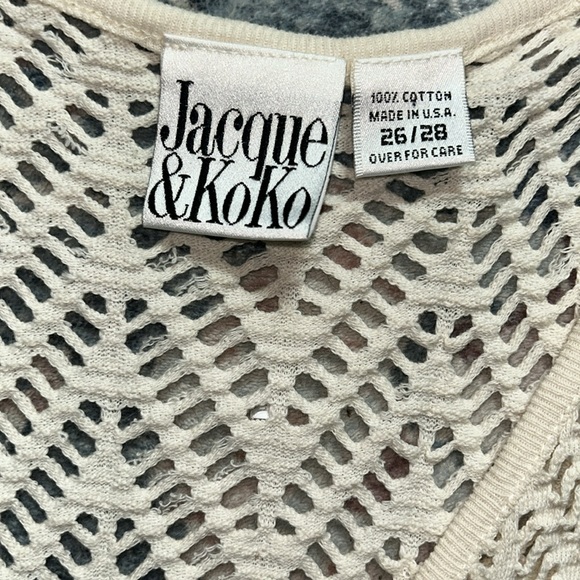 Jacque
&KoKo
100% COTTON
MADE IN U.S.A.
26/28
OVER FOR CARE